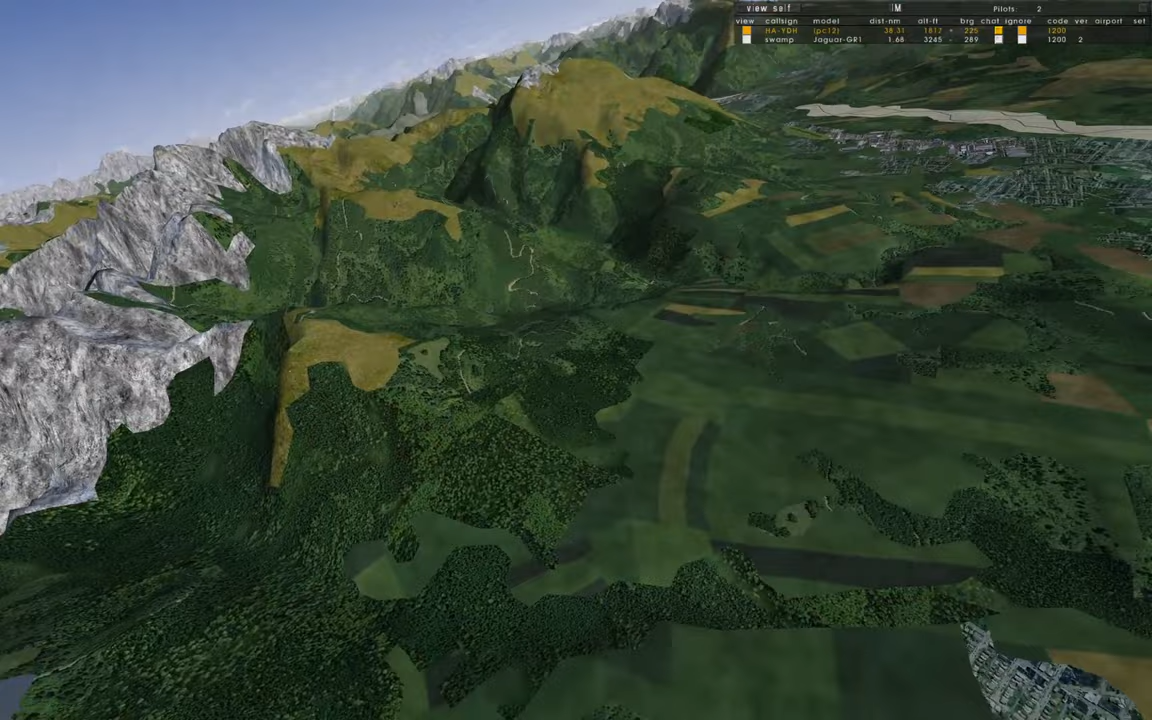 view self IM Pilots: 2
view callsign model dist-nm alt-ft brg chat ignore code ver airport set
HA-YDH (pc12) 38.31 1812 + 225 1200
swamp Jaguar-GR1 1.68 3245 - 289 1200 2